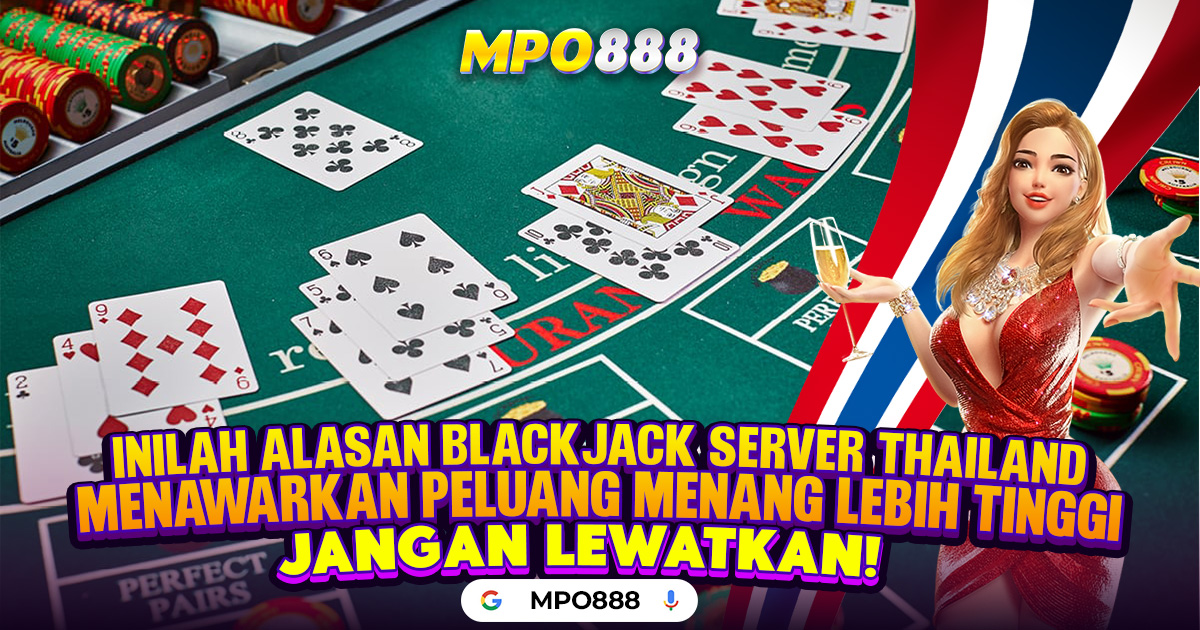 MPO888
INILAH ALASAN BLACKJACK SERVER THAILAND
MENAWARKAN PELUANG MENANG LEBIH TINGGI
JANGAN LEWATKAN!
PERFECT
PAIRS
MPO888